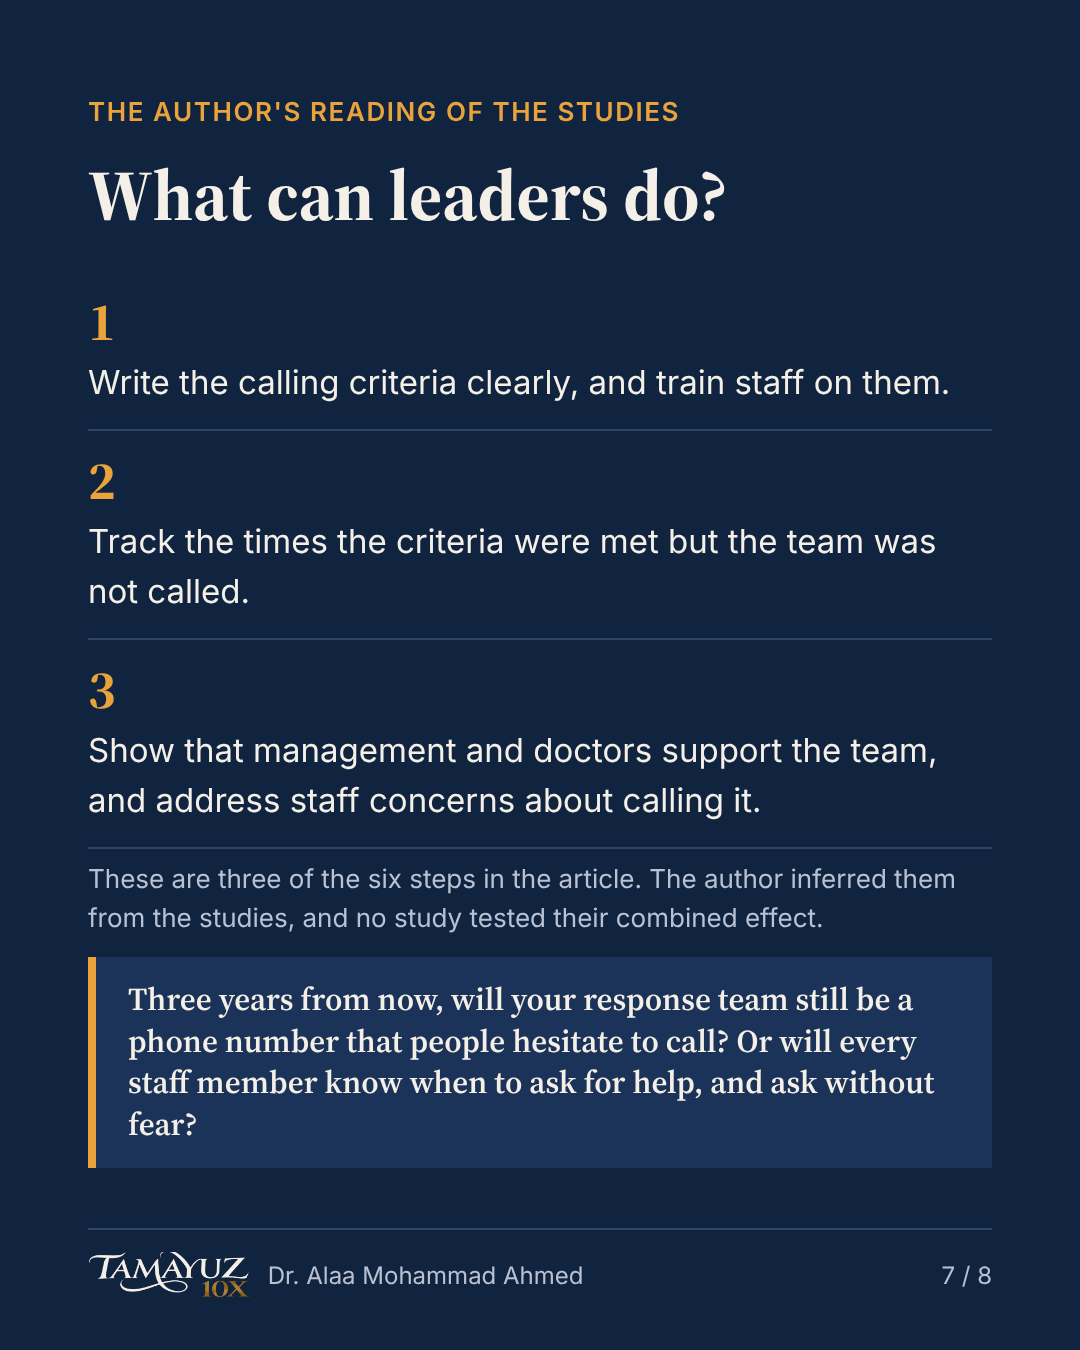 THE AUTHOR'S READING OF THE STUDIES
What can leaders do?
1
Write the calling criteria clearly, and train staff on them.
2
Track the times the criteria were met but the team was
not called.
3
Show that management and doctors support the team,
and address staff concerns about calling it.
These are three of the six steps in the article. The author inferred them
from the studies, and no study tested their combined effect.
Three years from now, will your response team still be a
phone number that people hesitate to call? Or will every
staff member know when to ask for help, and ask without
fear?
TAMAYUZ
10X
Dr. Alaa Mohammad Ahmed
7 / 8